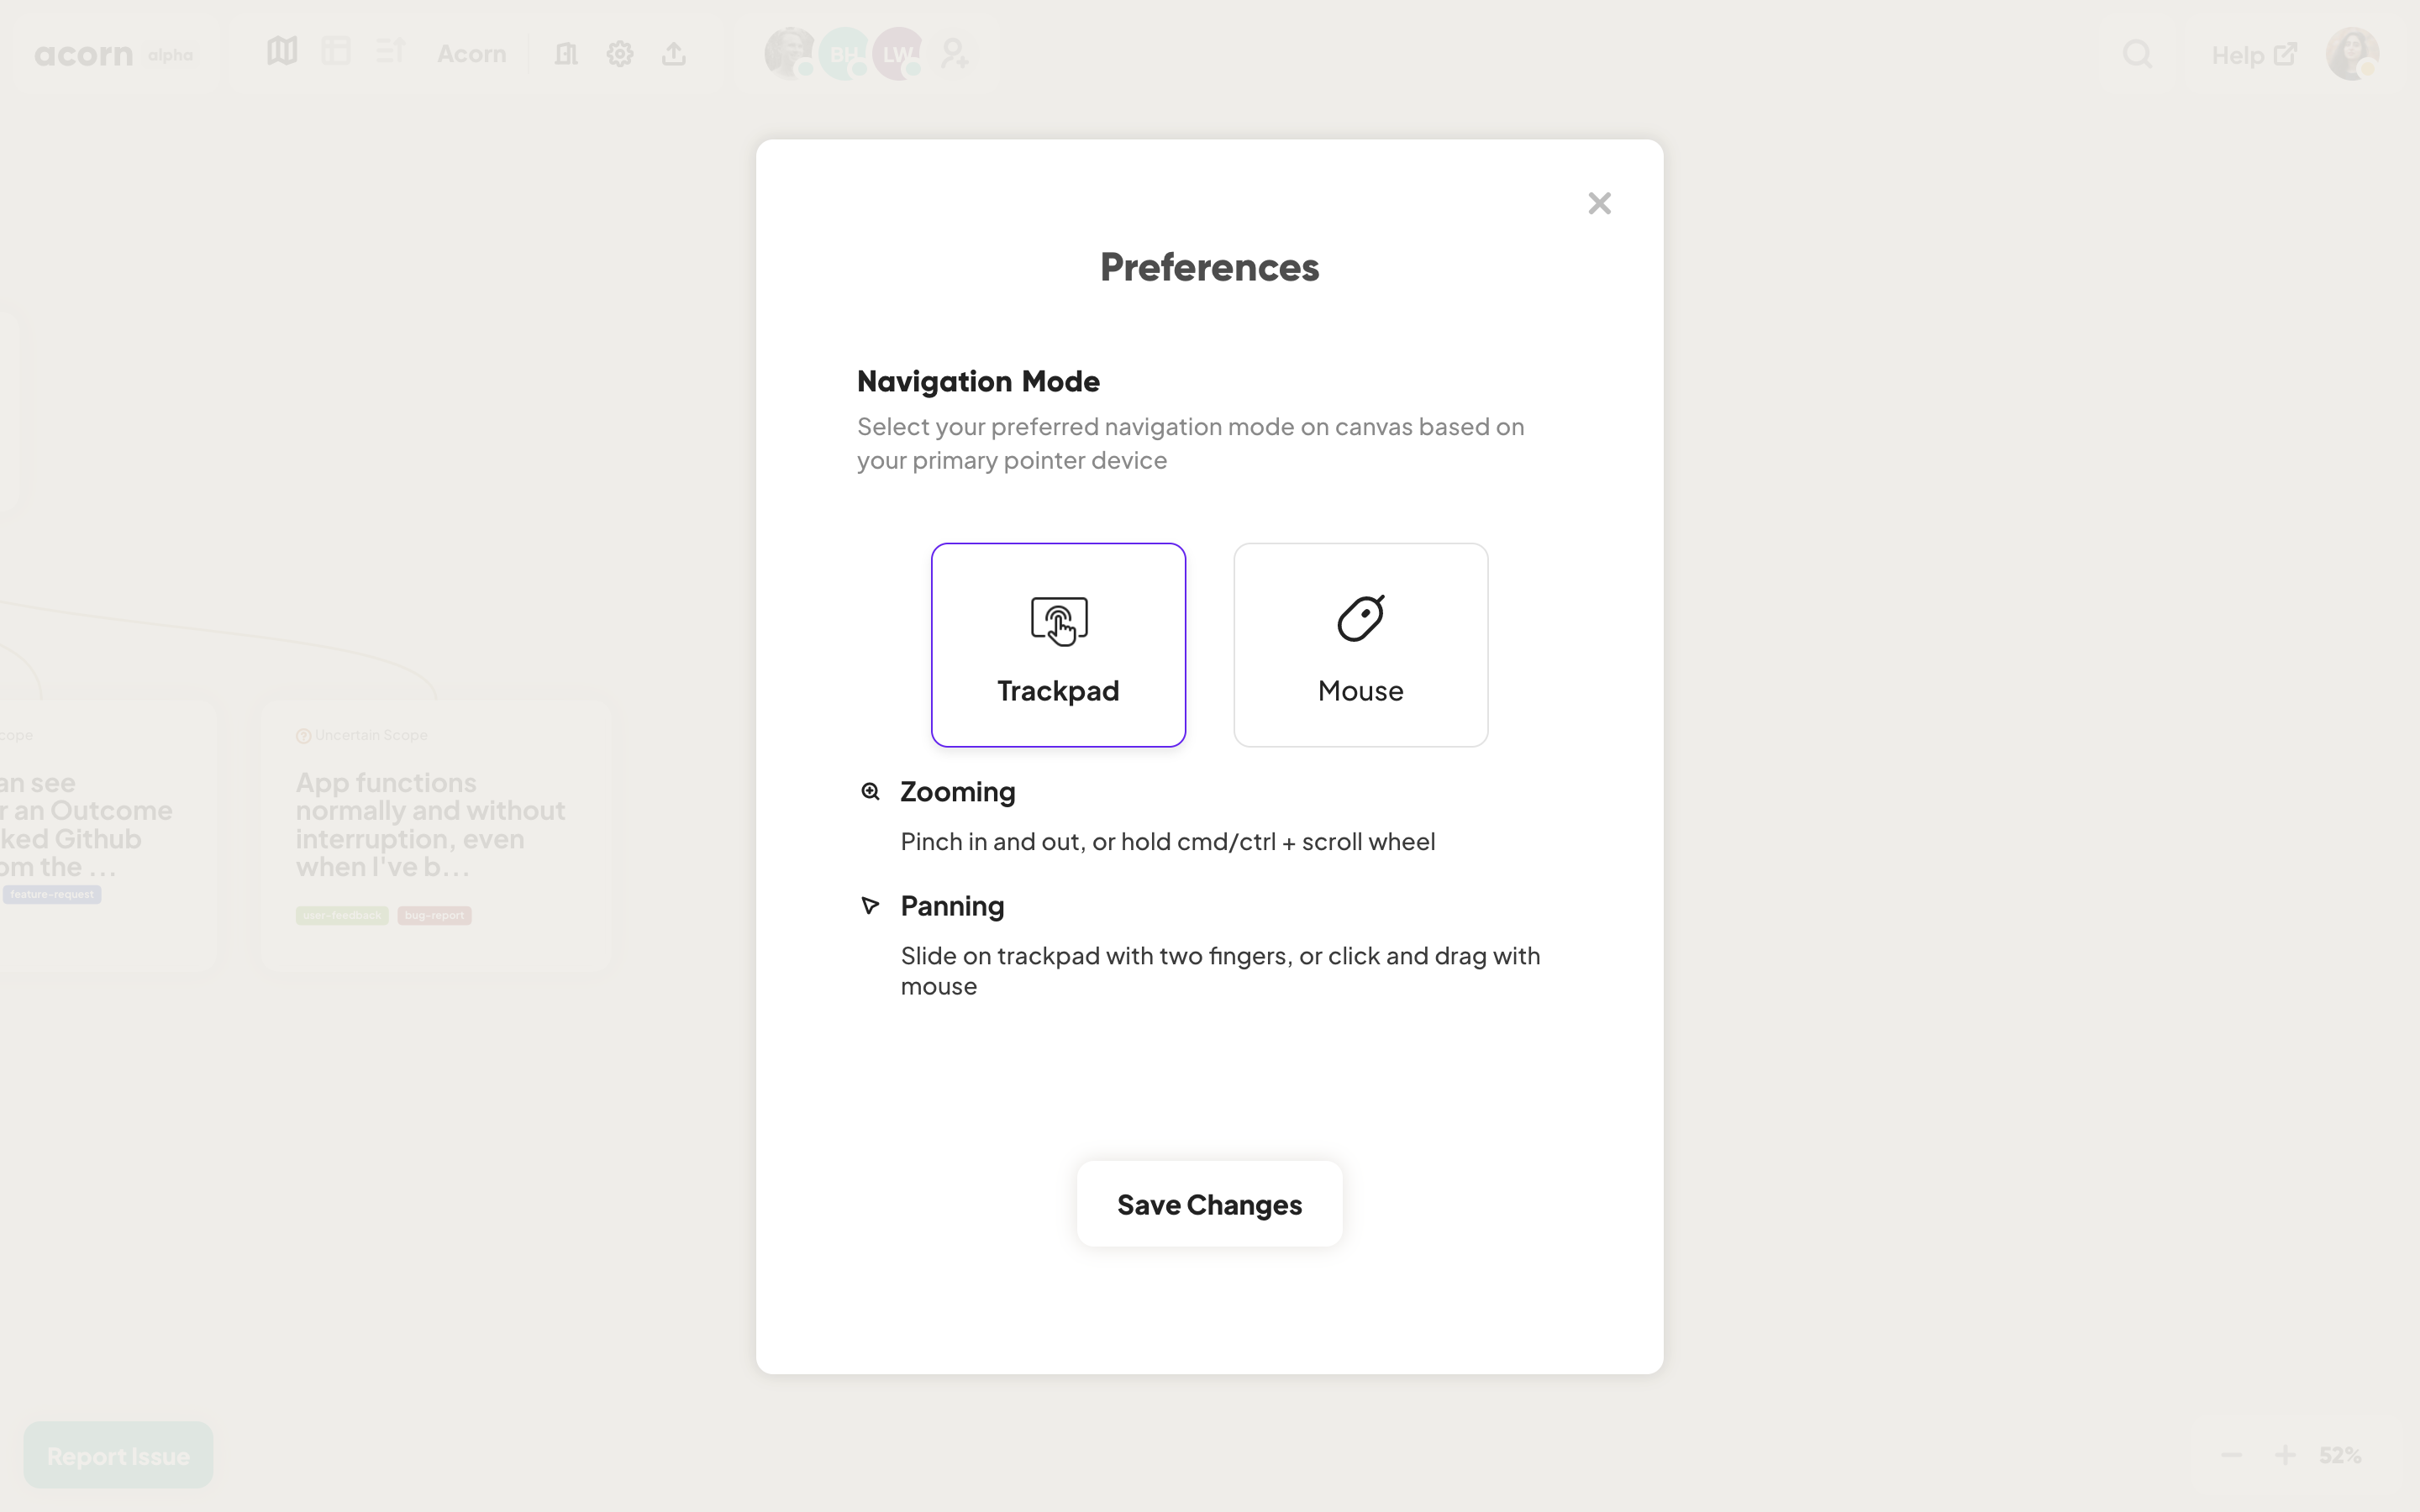 acorn alpha
Acorn
BH
LW
Help
Preferences
Navigation Mode
Select your preferred navigation mode on canvas based on
your primary pointer device
Trackpad
Mouse
Zooming
Pinch in and out, or hold cmd/ctrl + scroll wheel
Panning
Slide on trackpad with two fingers, or click and drag with
mouse
Save Changes
cope
an see
r an Outcome
ked Github
om the ...
feature-request
Uncertain Scope
App functions
normally and without
interruption, even
when I've b...
user-feedback
bug-report
Report Issue
52%